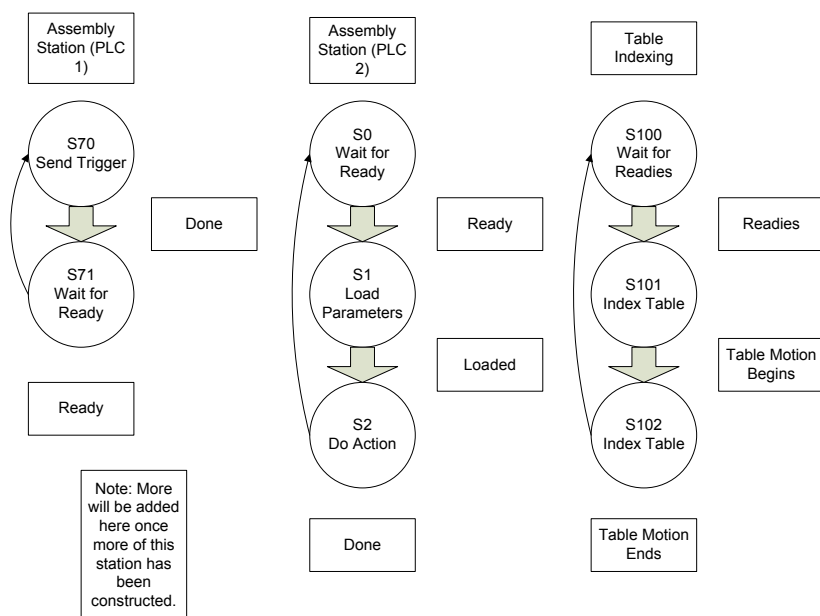 Assembly
Station (PLC
1)
S70
Send Trigger
Done
S71
Wait for
Ready
Ready
Note: More
will be added
here once
more of this
station has
been
constructed.
Assembly
Station (PLC
2)
S0
Wait for
Ready
Ready
S1
Load
Parameters
Loaded
S2
Do Action
Done
Table
Indexing
S100
Wait for
Readies
Readies
S101
Index Table
Table Motion
Begins
S102
Index Table
Table Motion
Ends